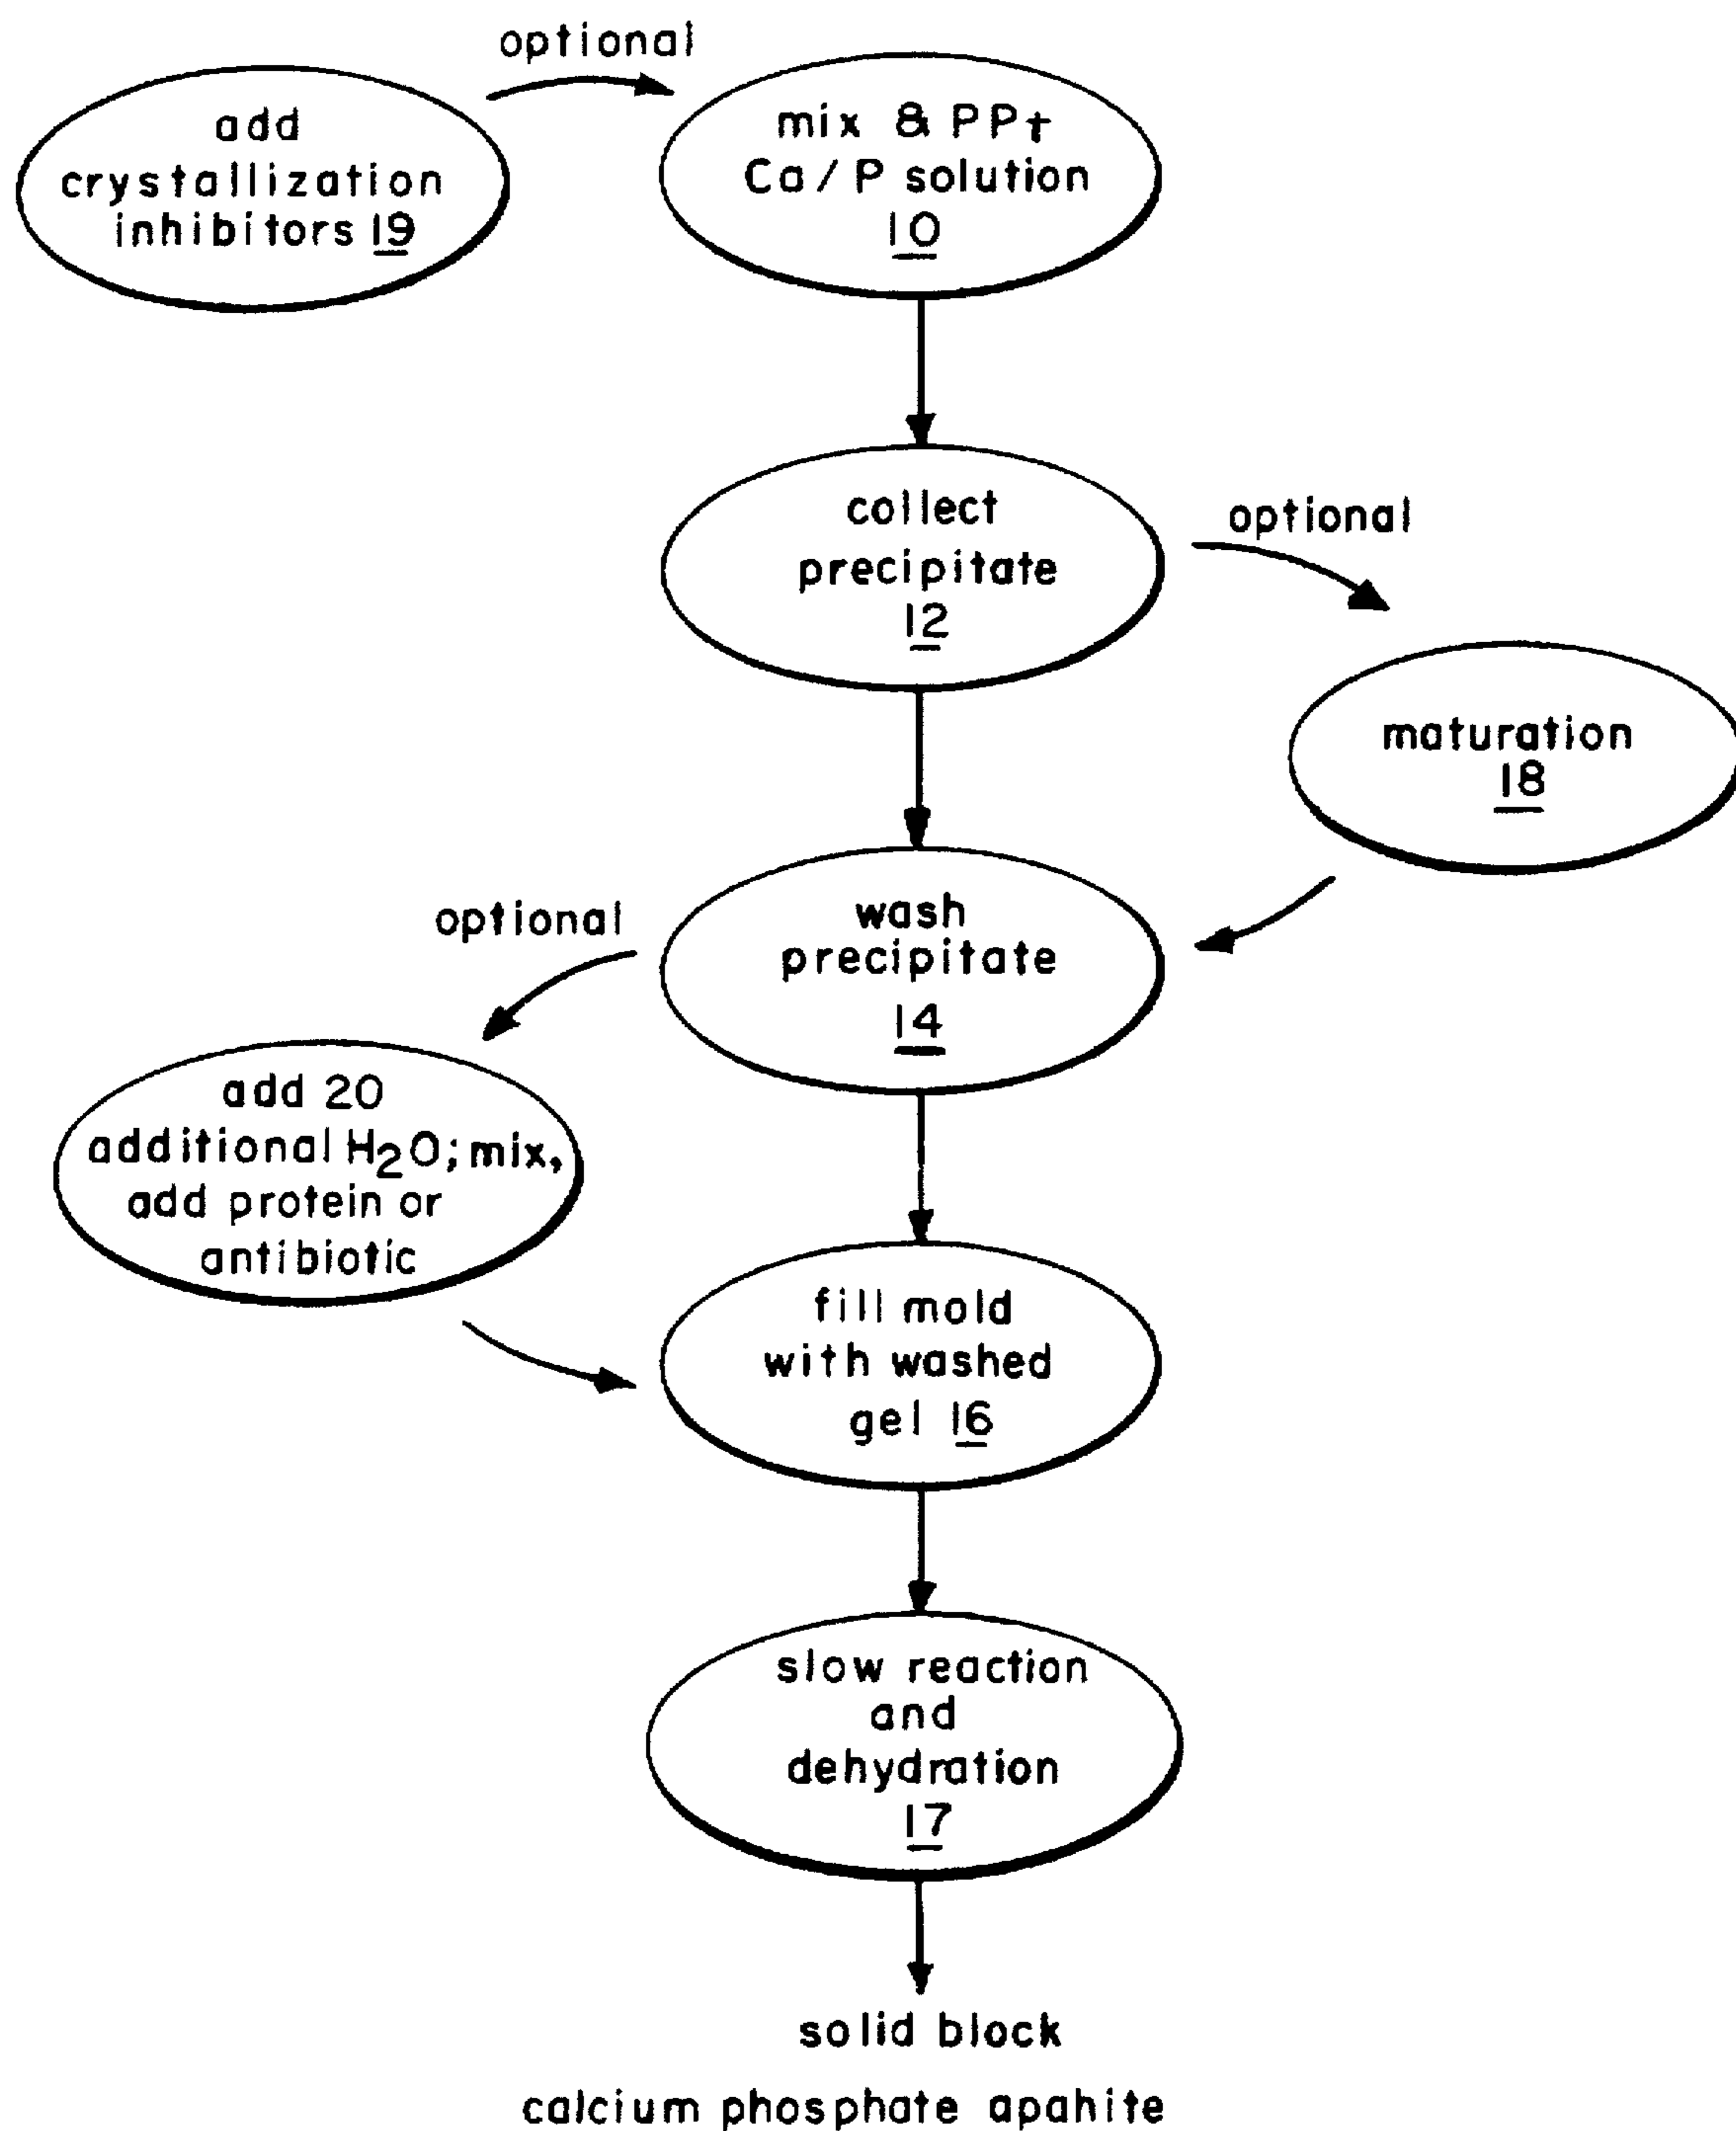 optional
add
crystallization
inhibitors 19
mix & PPt
Ca/P solution
10
collect
precipitate
12
optional
maturation
18
wash
precipitate
14
optional
add 20
additional H2O; mix,
add protein or
antibiotic
fill mold
with washed
gel 16
slow reaction
and
dehydration
17
solid block
calcium phosphate apahite